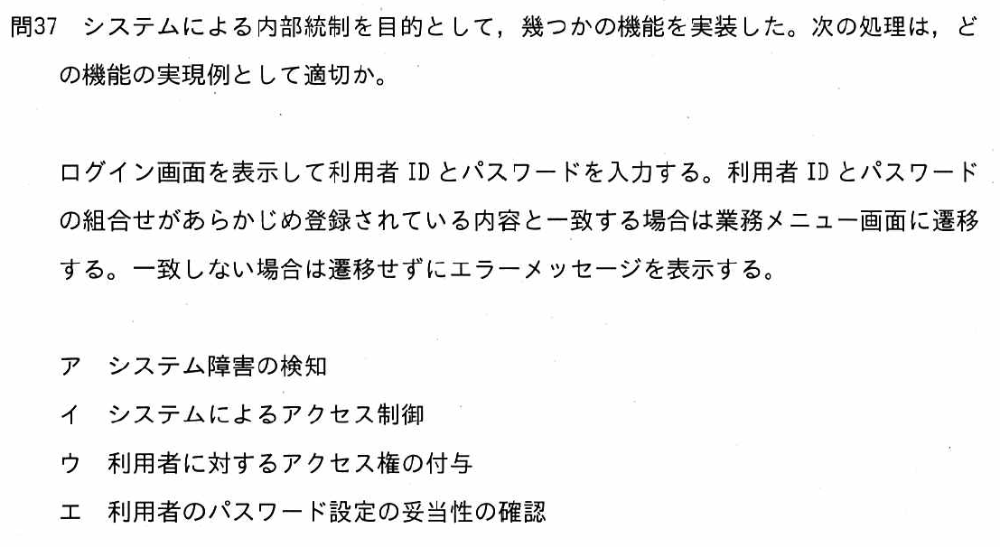 問37　システムによる内部統制を目的として，幾つかの機能を実装した。次の処理は，ど
の機能の実現例として適切か。
ログイン画面を表示して利用者 ID とパスワードを入力する。利用者 ID とパスワード
の組合せがあらかじめ登録されている内容と一致する場合は業務メニュー画面に遷移
する。一致しない場合は遷移せずにエラーメッセージを表示する。
ア　システム障害の検知
イ　システムによるアクセス制御
ウ　利用者に対するアクセス権の付与
エ　利用者のパスワード設定の妥当性の確認